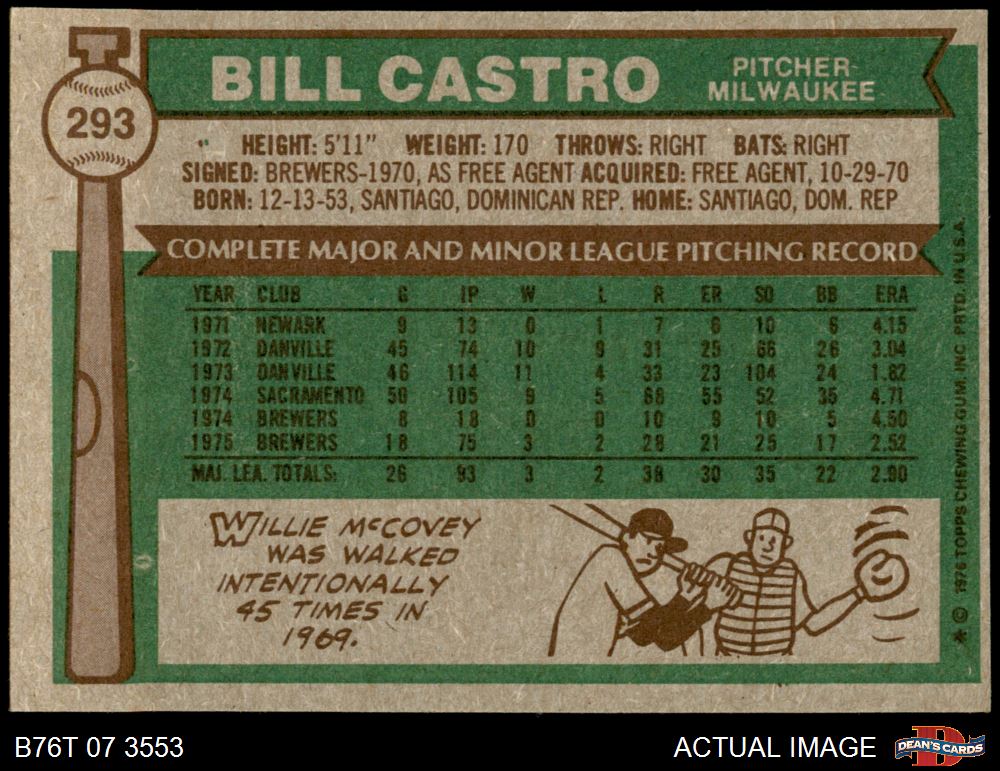 T
293
BILL CASTRO
PITCHER-
MILWAUKEE
HEIGHT: 5'11" WEIGHT: 170 THROWS: RIGHT BATS: RIGHT
SIGNED: BREWERS-1970, AS FREE AGENT ACQUIRED: FREE AGENT, 10-29-70
BORN: 12-13-53, SANTIAGO, DOMINICAN REP. HOME: SANTIAGO, DOM. REP
COMPLETE MAJOR AND MINOR LEAGUE PITCHING RECORD
YEAR CLUB G IP W L R ER SO BB ERA
1971 NEWARK 9 13 0 1 7 6 10 6 4.15
1972 DANVILLE 45 74 10 9 31 25 66 26 3.04
1973 DANVILLE 46 114 11 4 33 23 104 24 1.82
1974 SACRAMENTO 50 105 9 5 68 55 52 35 4.71
1974 BREWERS 8 18 0 0 10 9 10 5 4.50
1975 BREWERS 18 75 3 2 28 21 25 17 2.52
MAJ. LEA. TOTALS: 26 93 3 2 38 30 35 22 2.90
WILLIE McCOVEY
WAS WALKED
INTENTIONALLY
45 TIMES IN
1969.
* © 1976 TOPPS CHEWING GUM, INC. PRTD. IN U.S.A.
B76T 07 3553
ACTUAL IMAGE
DEAN'S CARDS